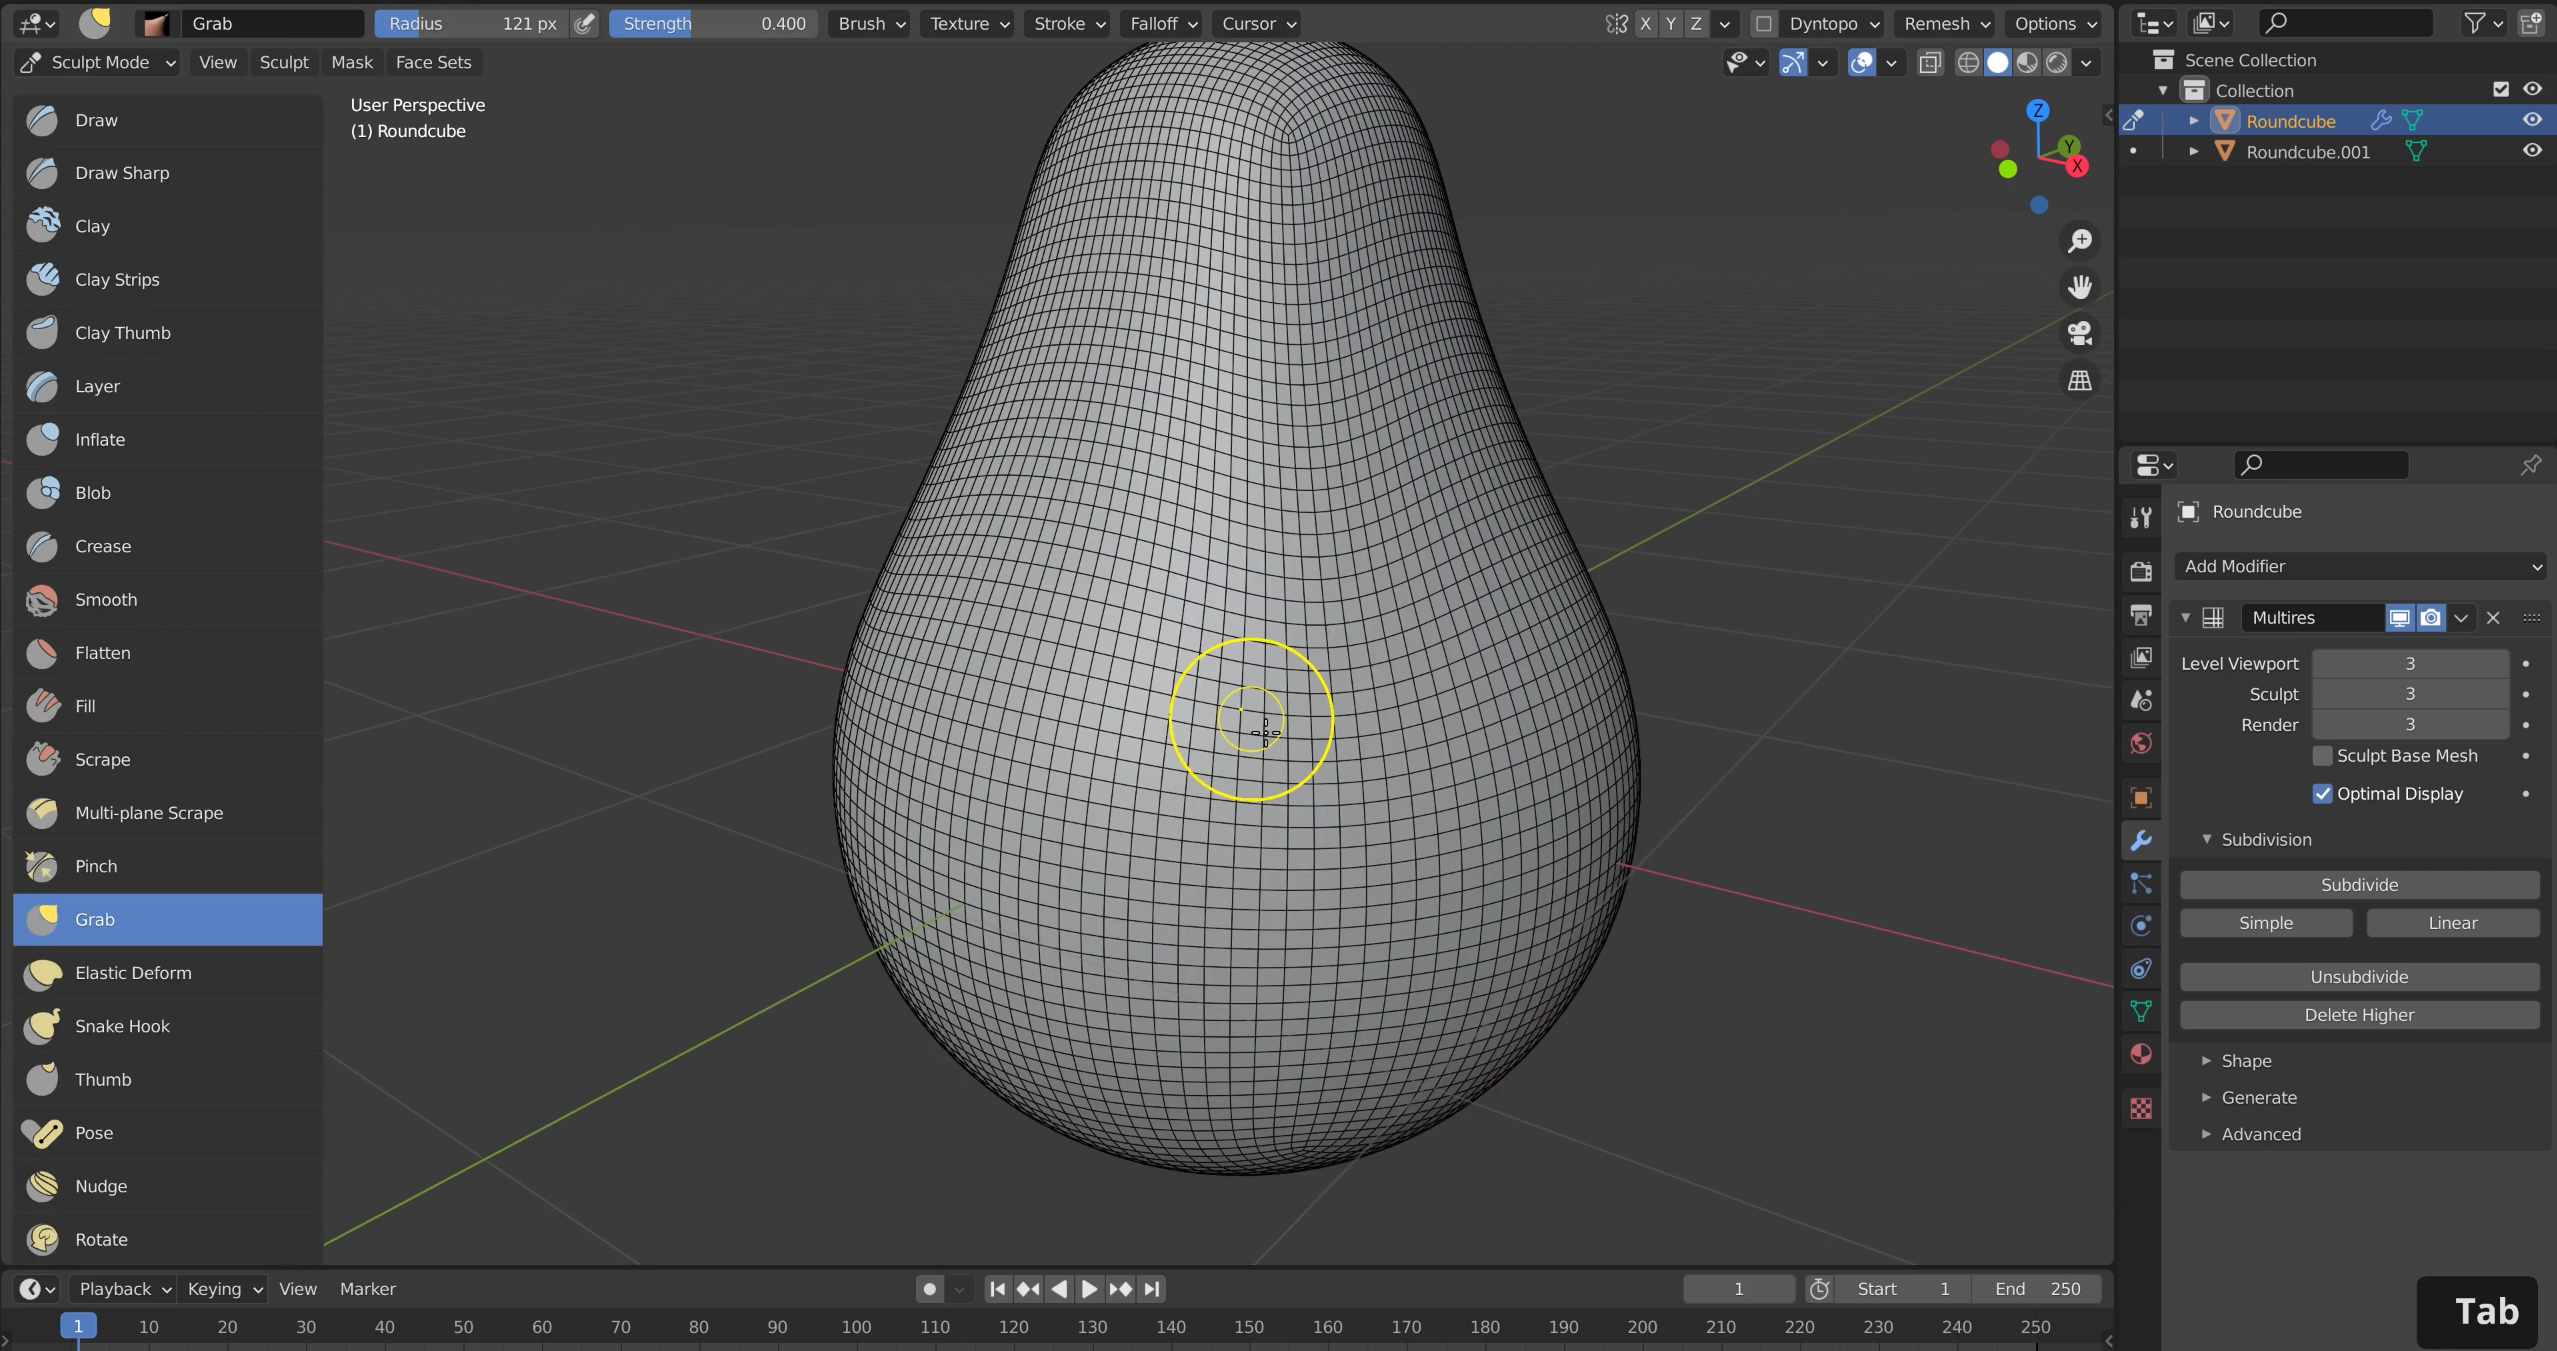 Grab Radius 121 px Strength 0.400 Brush Texture Stroke Falloff Cursor X Y Z Dyntopo Remesh Options
Sculpt Mode View Sculpt Mask Face Sets
User Perspective
(1) Roundcube
Draw
Draw Sharp
Clay
Clay Strips
Clay Thumb
Layer
Inflate
Blob
Crease
Smooth
Flatten
Fill
Scrape
Multi-plane Scrape
Pinch
Grab
Elastic Deform
Snake Hook
Thumb
Pose
Nudge
Rotate
Z
Y
X
Scene Collection
Collection
Roundcube
Roundcube.001
Roundcube
Add Modifier
Multires
Level Viewport 3
Sculpt 3
Render 3
Sculpt Base Mesh
Optimal Display
Subdivision
Subdivide
Simple Linear
Unsubdivide
Delete Higher
Shape
Generate
Advanced
Playback Keying View Marker 1 Start 1 End 250
1 10 20 30 40 50 60 70 80 90 100 110 120 130 140 150 160 170 180 190 200 210 220 230 240 250
Tab